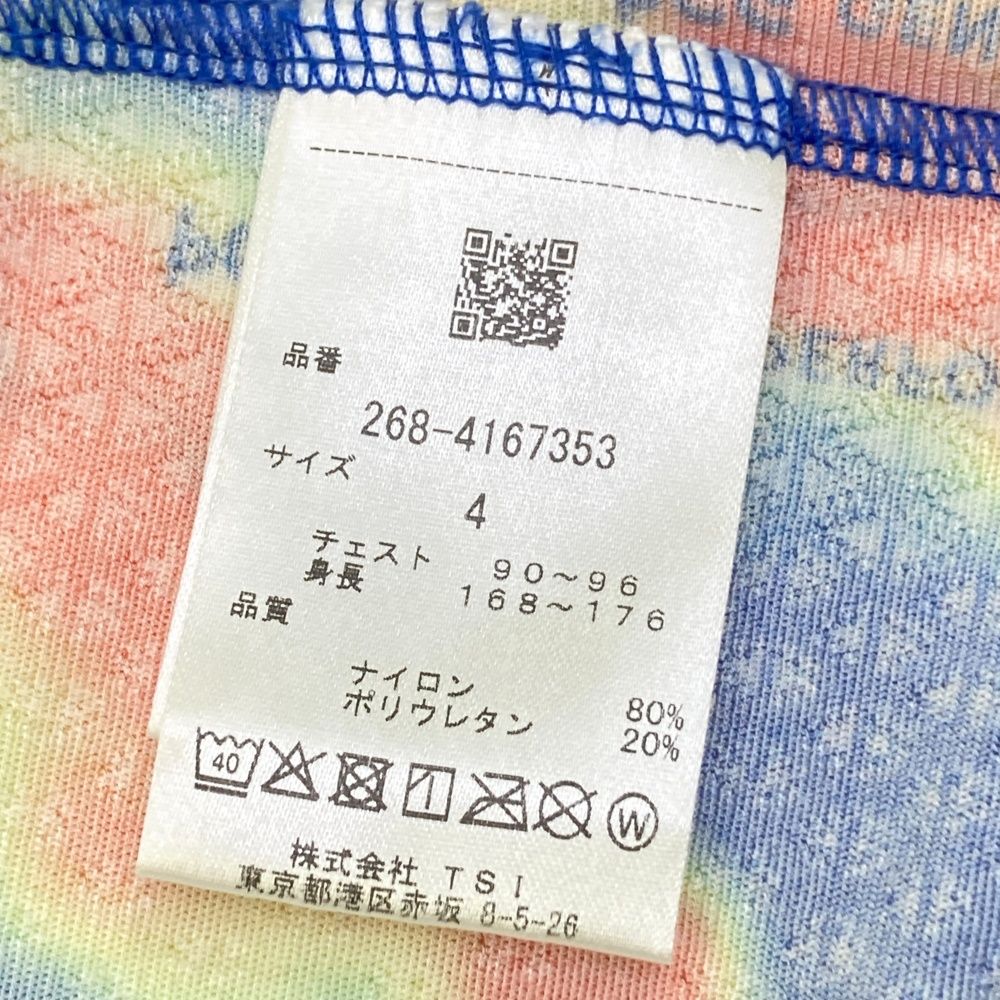 品番
268-4167353
サイズ
4
チェスト 90〜96
身長 168〜176
品質
ナイロン 80%
ポリウレタン 20%
40
W
株式会社 TSI
東京都港区赤坂 8-5-26